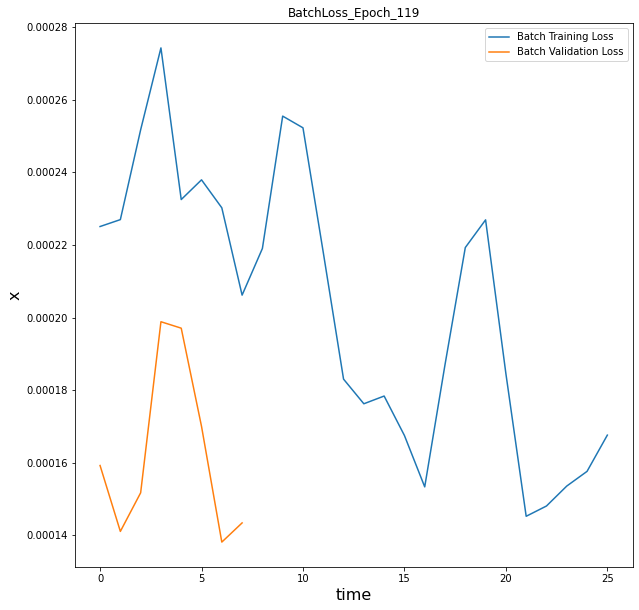 BatchLoss_Epoch_119
Batch Training Loss
Batch Validation Loss
0.00028
0.00026
0.00024
0.00022
0.00020
0.00018
0.00016
0.00014
x
0 5 10 15 20 25
time